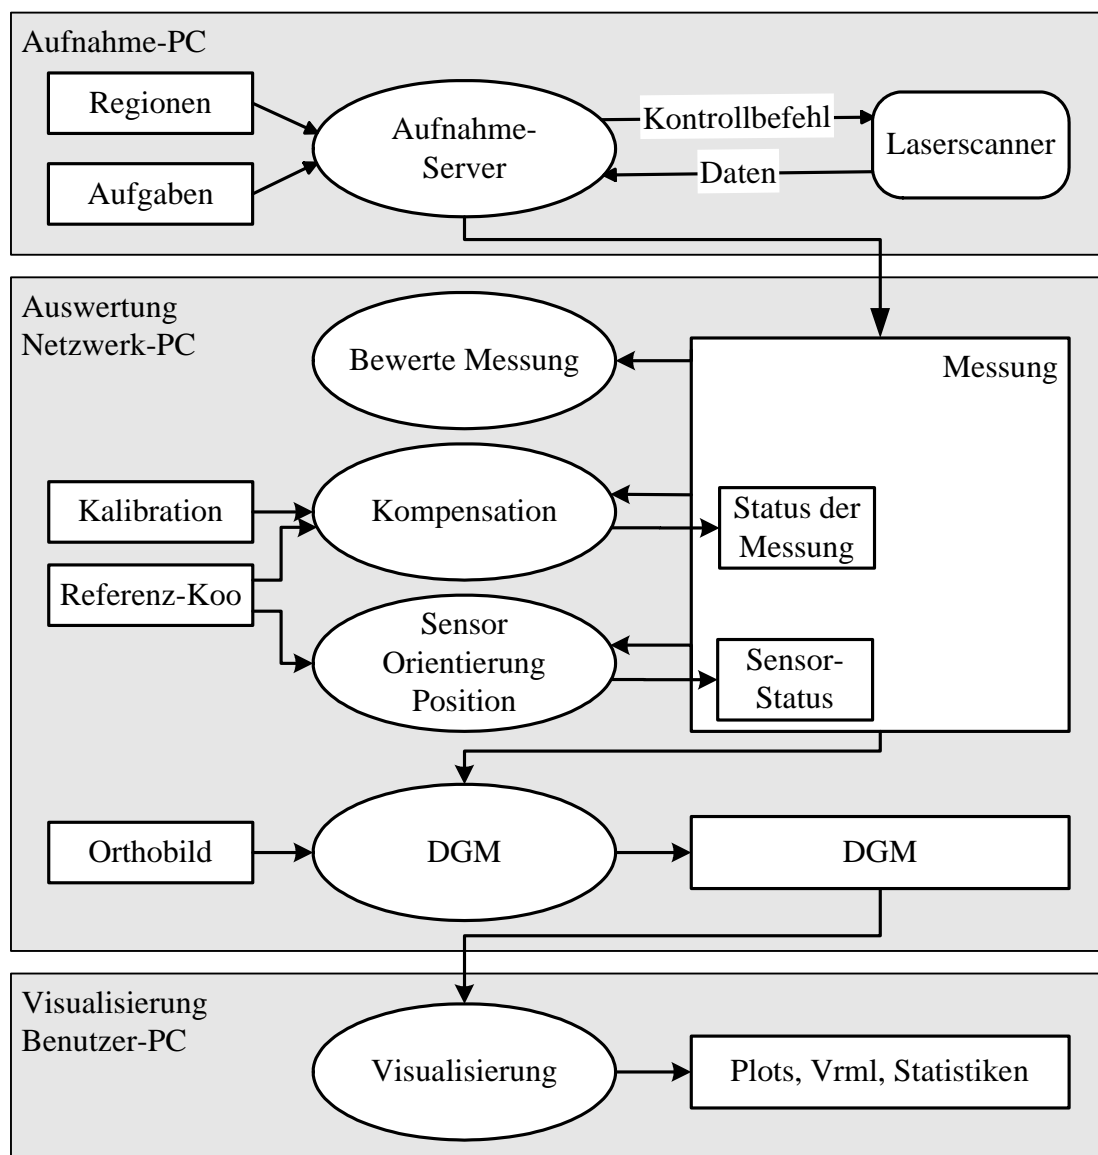 Aufnahme-PC
Regionen
Aufgaben
Aufnahme-
Server
Kontrollbefehl
Daten
Laserscanner
Auswertung
Netzwerk-PC
Bewerte Messung
Messung
Kalibration
Kompensation
Status der
Messung
Referenz-Koo
Sensor
Orientierung
Position
Sensor-
Status
Orthobild
DGM
DGM
Visualisierung
Benutzer-PC
Visualisierung
Plots, Vrml, Statistiken